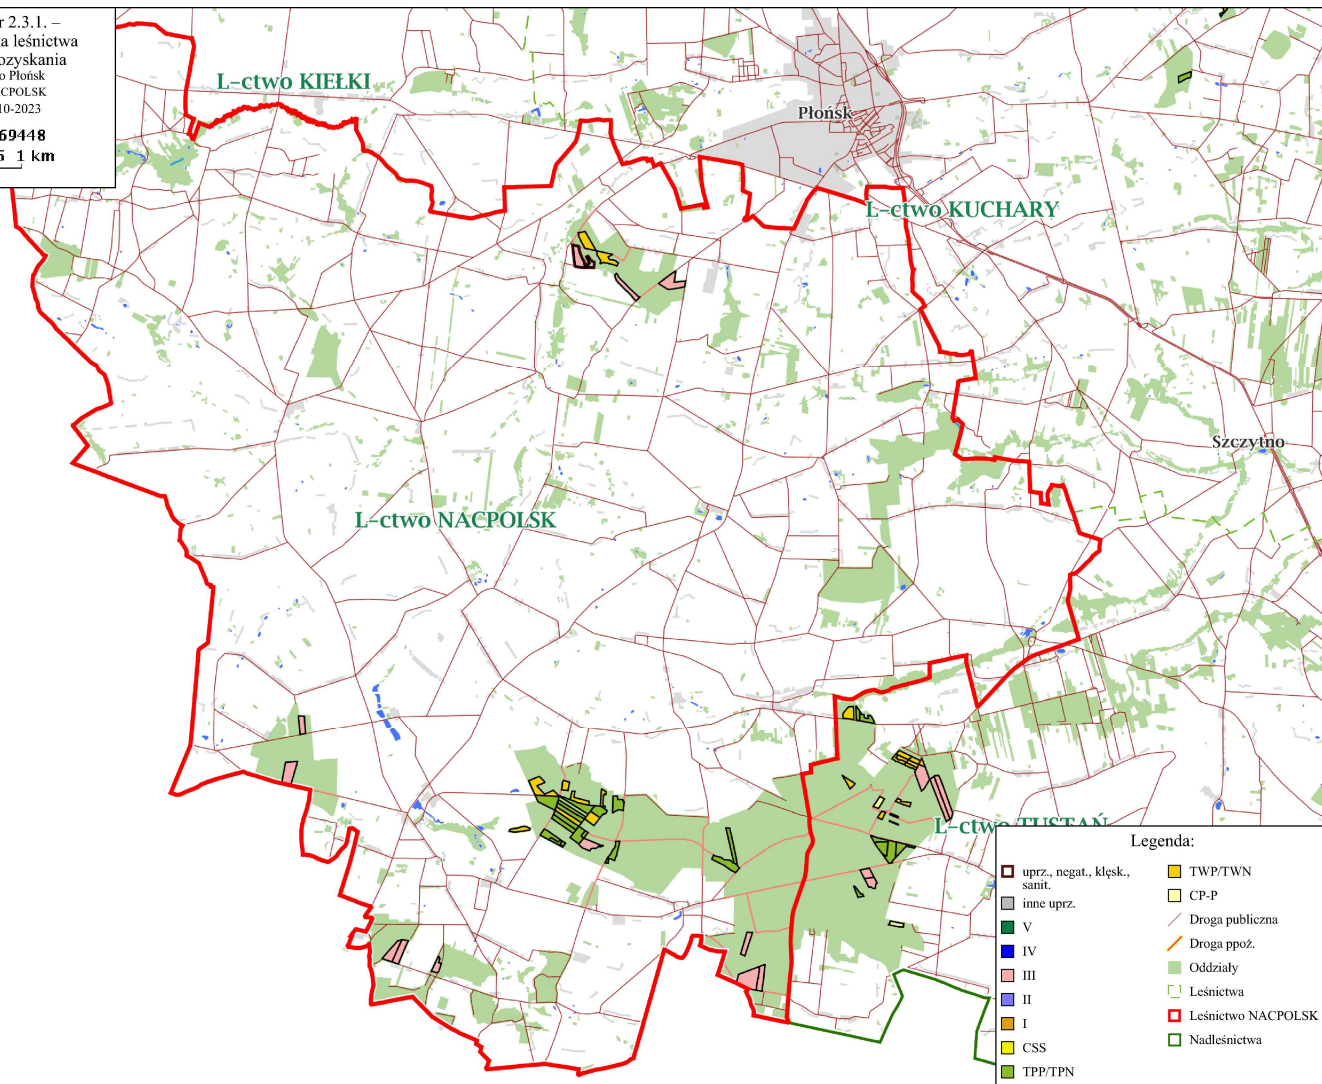 r 2.3.1. –
a leśnictwa
ozyskania
o Płońsk
ACPOLSK
10-2023
69448
5 1 km
L-ctwo KIEŁKI
Płońsk
L-ctwo KUCHARY
Szczytno
L-ctwo NACPOLSK
L-ctwo TUSTAŃ
Legenda:
uprz., negat., klęsk.,
sanit.
inne uprz.
V
IV
III
II
I
CSS
TPP/TPN
TWP/TWN
CP-P
Droga publiczna
Droga ppoż.
Oddziały
Leśnictwa
Leśnictwo NACPOLSK
Nadleśnictwa